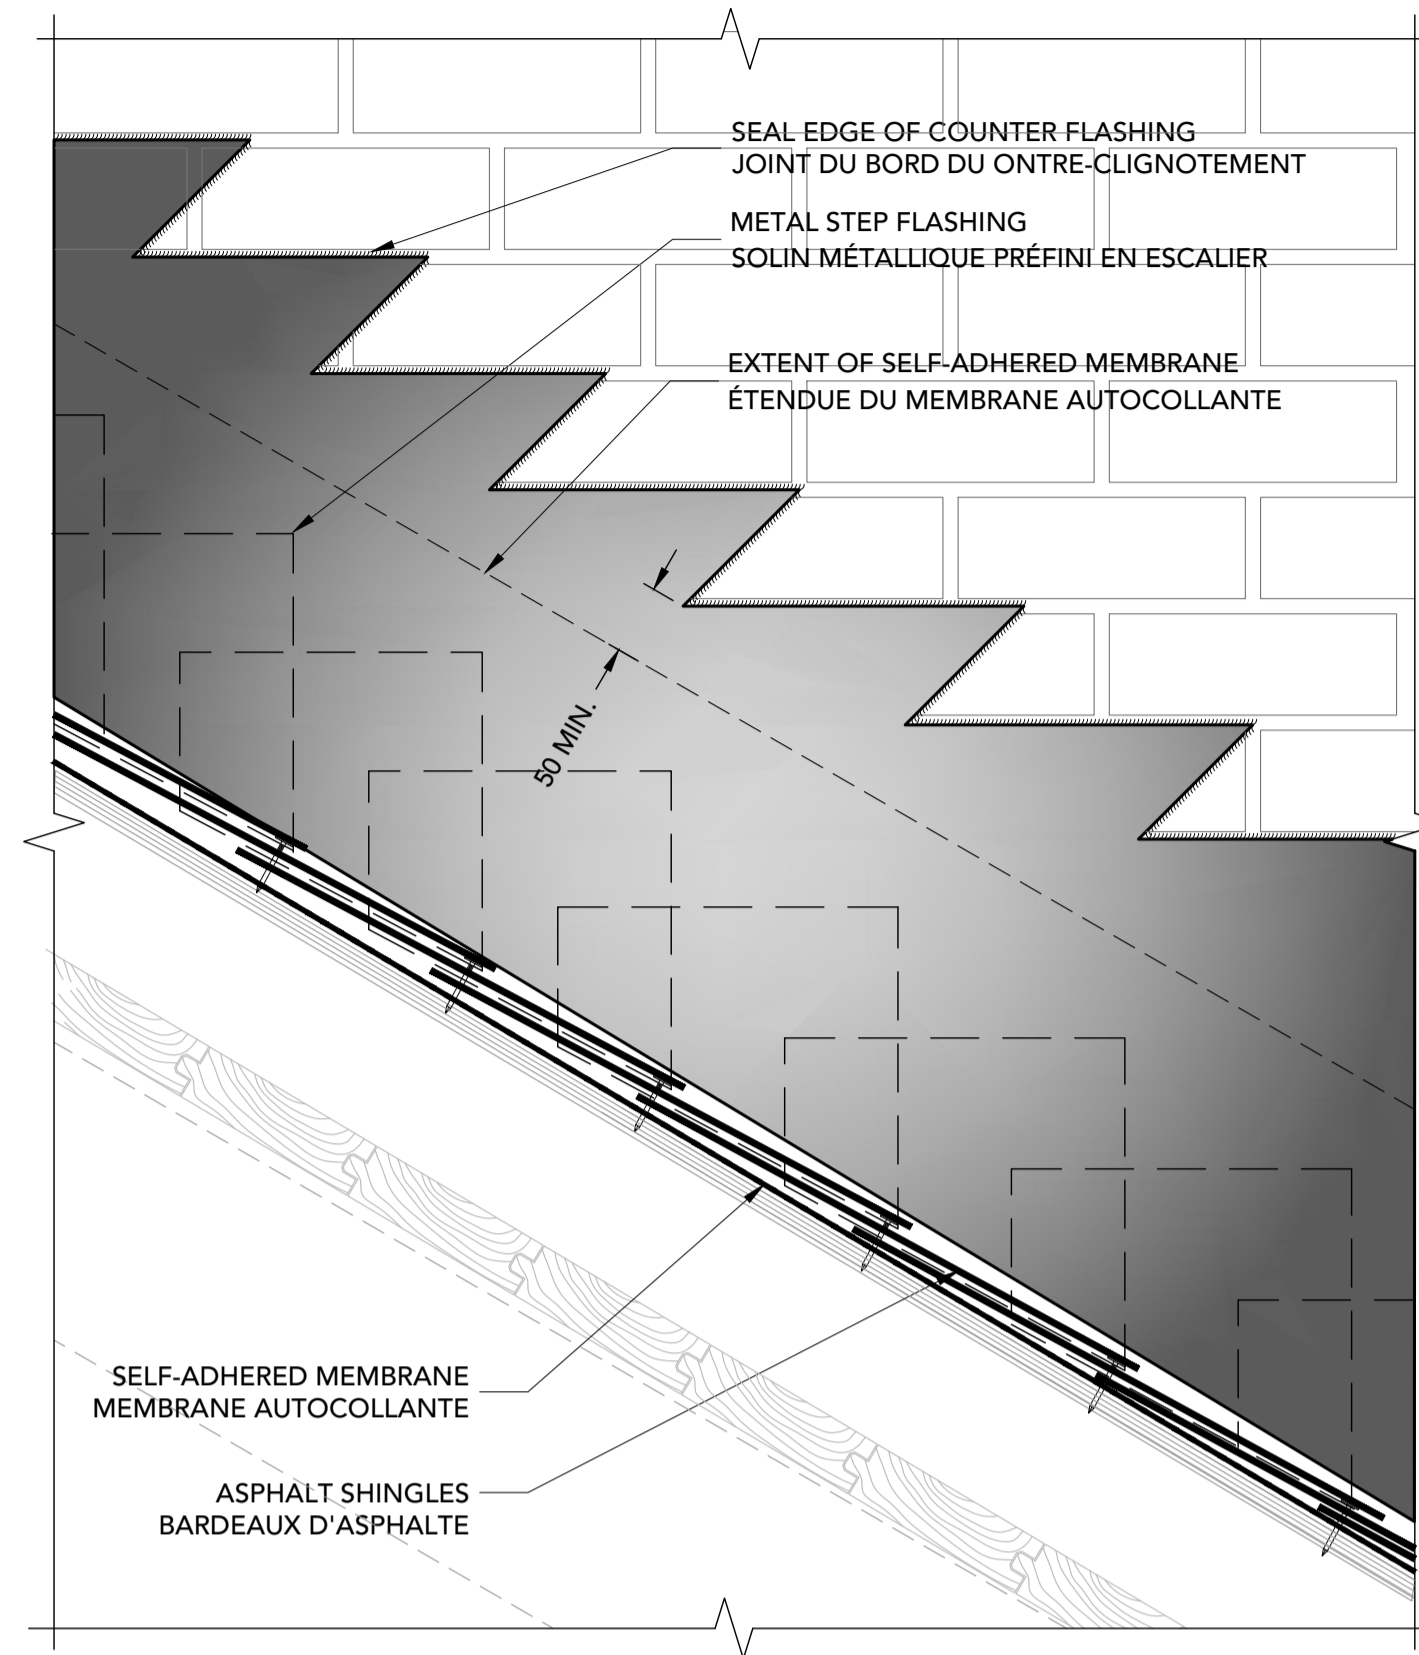 SEAL EDGE OF COUNTER FLASHING
JOINT DU BORD DU ONTRE-CLIGNOTEMENT
METAL STEP FLASHING
SOLIN MÉTALLIQUE PRÉFINI EN ESCALIER
EXTENT OF SELF-ADHERED MEMBRANE
ÉTENDUE DU MEMBRANE AUTOCOLLANTE
50 MIN.
SELF-ADHERED MEMBRANE
MEMBRANE AUTOCOLLANTE
ASPHALT SHINGLES
BARDEAUX D'ASPHALTE